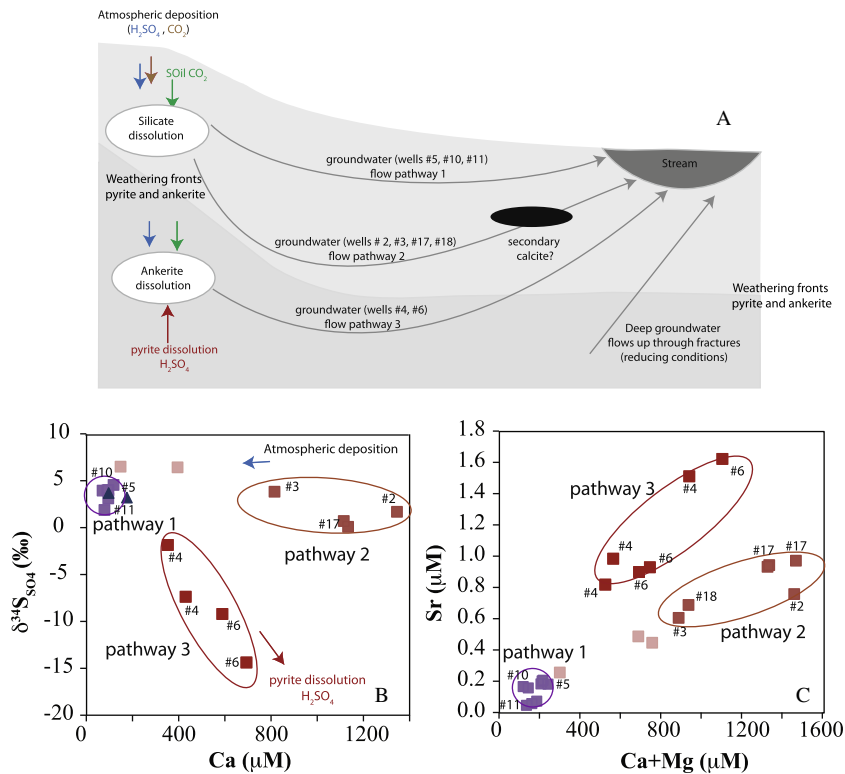 Atmospheric deposition
(H2SO4 , CO2)
SOil CO2
A
Silicate
dissolution
groundwater (wells #5, #10, #11)
flow pathway 1
Stream
Weathering fronts
pyrite and ankerite
groundwater (wells # 2, #3, #17, #18)
flow pathway 2
secondary
calcite?
Ankerite
dissolution
Weathering fronts
pyrite and ankerite
groundwater (wells #4, #6)
flow pathway 3
Deep groundwater
flows up through fractures
(reducing conditions)
pyrite dissolution
H2SO4
20
15
10
5
0
-5
-10
-15
-20
δ34SSO4 (‰)
Atmospheric deposition
#10
#5
#11
pathway 1
#3
#2
#17
pathway 2
#4
#4
#6
#6
pathway 3
pyrite dissolution
H2SO4
B
0
400
800
1200
Ca (μM)
1.8
1.6
1.4
1.2
1.0
0.8
0.6
0.4
0.2
0.0
Sr (μM)
pathway 3
#6
#4
#4
#6
#4
#6
#17
#17
#18
#2
#3
pathway 2
pathway 1
#10
#5
#11
C
0
400
800
1200
1600
Ca+Mg (μM)